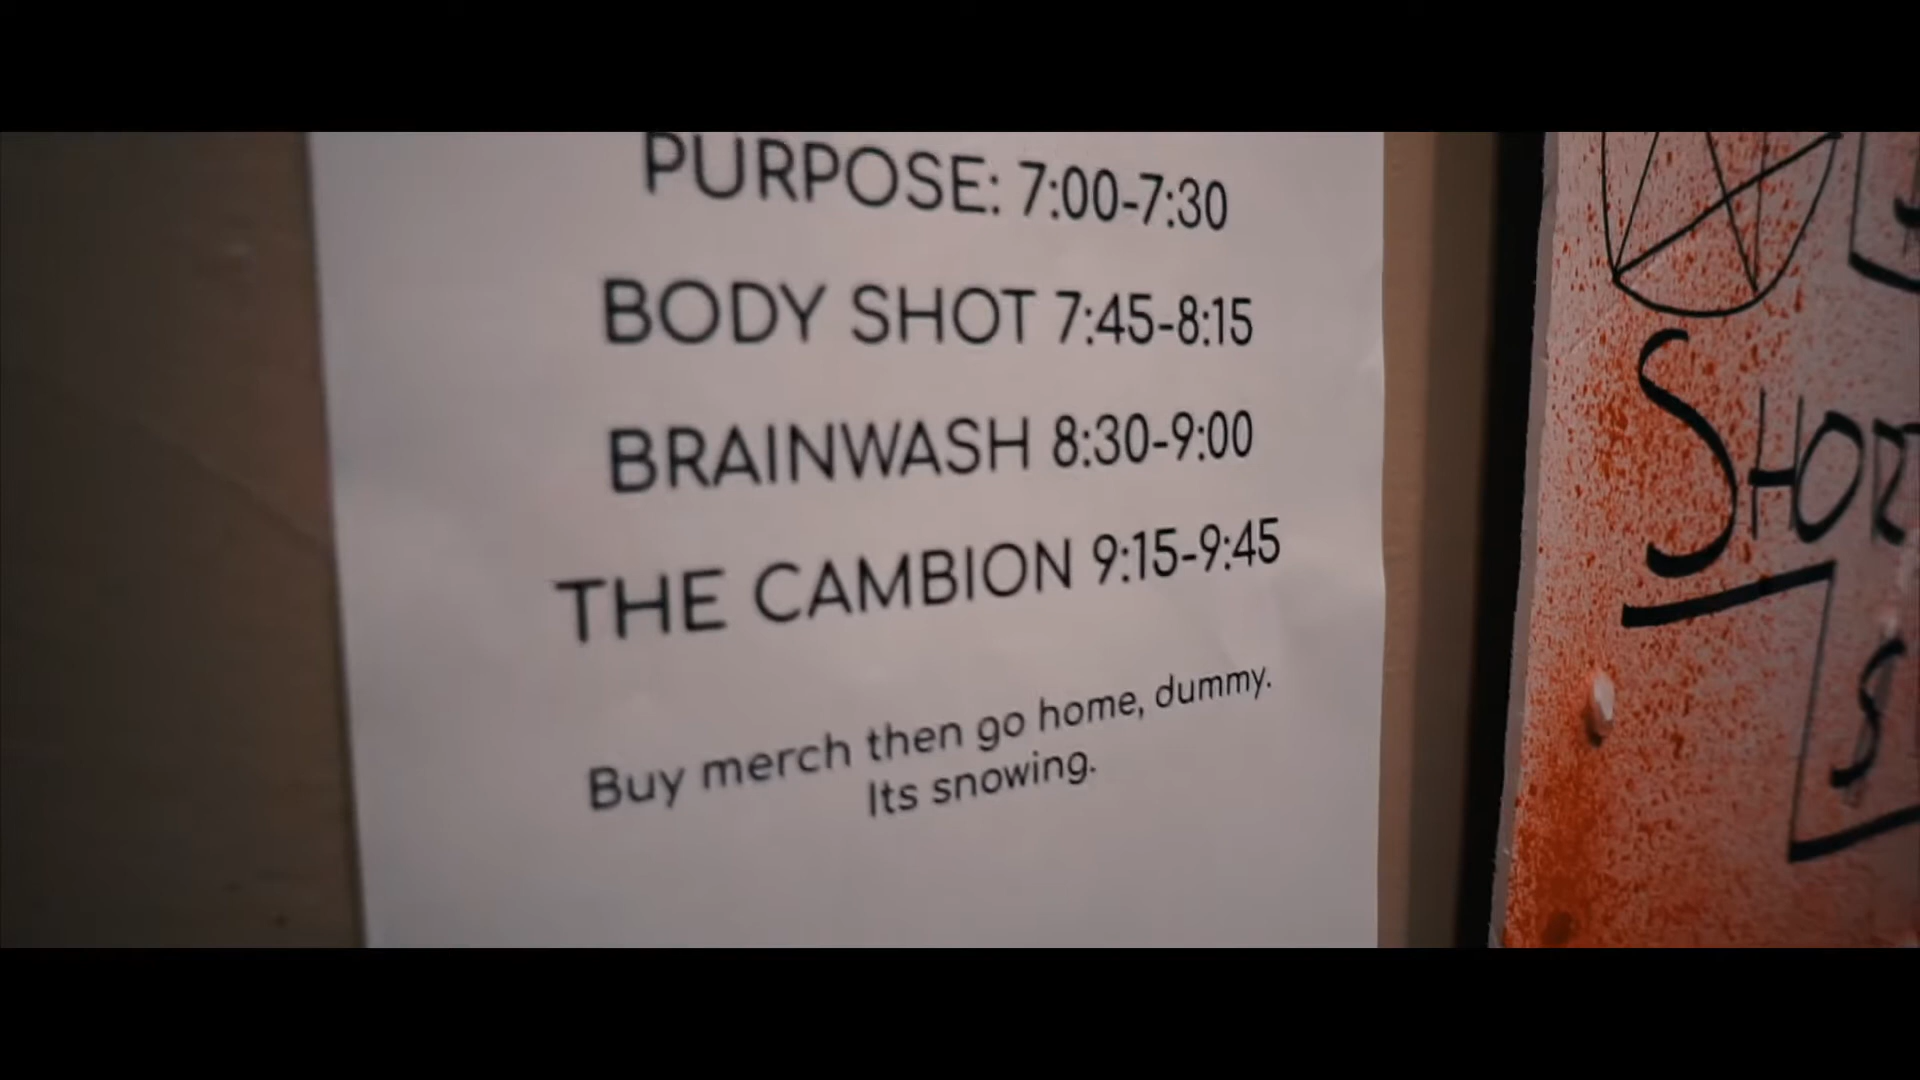 PURPOSE: 7:00-7:30
BODY SHOT 7:45-8:15
BRAINWASH 8:30-9:00
THE CAMBION 9:15-9:45
Buy merch then go home, dummy.
Its snowing.